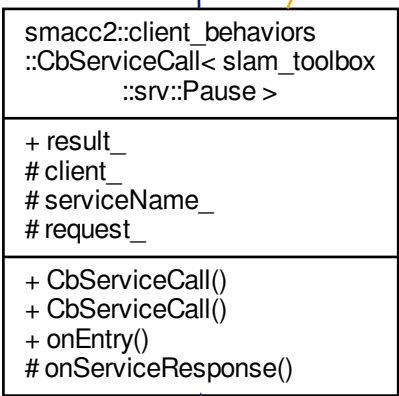 smacc2::client_behaviors
::CbServiceCall< slam_toolbox
::srv::Pause >
+ result_
# client_
# serviceName_
# request_
+ CbServiceCall()
+ CbServiceCall()
+ onEntry()
# onServiceResponse()